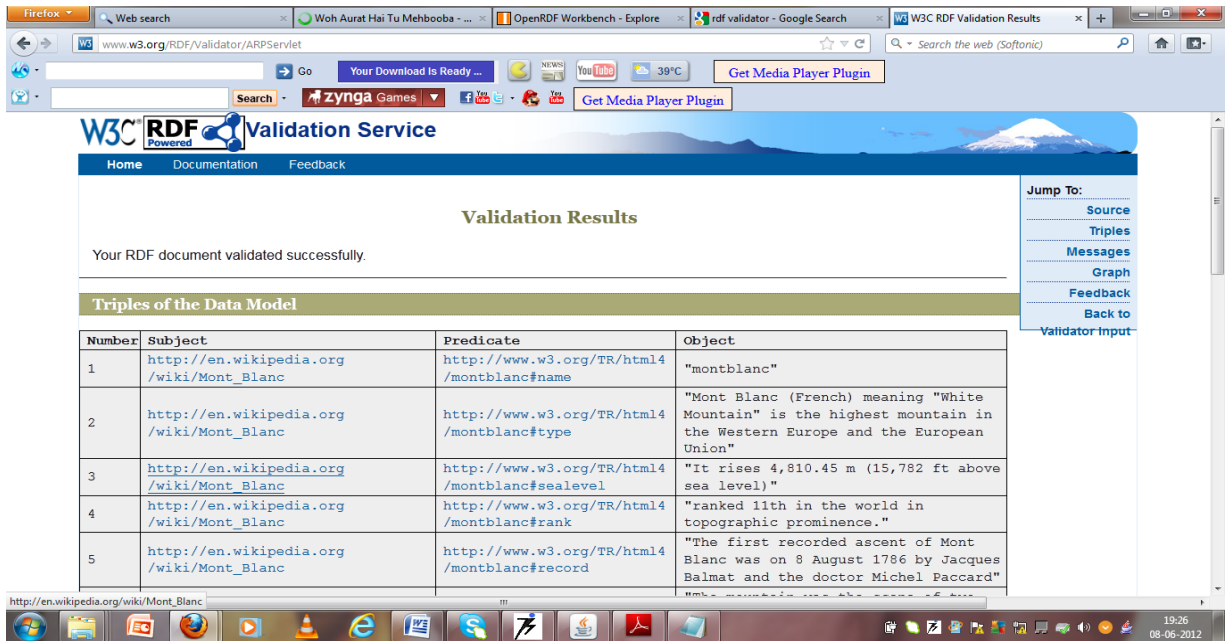 Firefox
Web search
Woh Aurat Hai Tu Mehbooba - ...
OpenRDF Workbench - Explore
rdf validator - Google Search
W3C RDF Validation Results
www.w3.org/RDF/Validator/ARPServlet
Search the web (Softonic)
Go
Your Download Is Ready ...
NEWS
YouTube
39°C
Get Media Player Plugin
Search
zynga Games
Get Media Player Plugin
W3C RDF Powered Validation Service
Home Documentation Feedback
Jump To:
Source
Triples
Messages
Graph
Feedback
Back to
Validator Input
Validation Results
Your RDF document validated successfully.
Triples of the Data Model
Number Subject Predicate Object
1 http://en.wikipedia.org
/wiki/Mont_Blanc
http://www.w3.org/TR/html4
/montblanc#name
"montblanc"
2 http://en.wikipedia.org
/wiki/Mont_Blanc
http://www.w3.org/TR/html4
/montblanc#type
"Mont Blanc (French) meaning "White
Mountain" is the highest mountain in
the Western Europe and the European
Union"
3 http://en.wikipedia.org
/wiki/Mont_Blanc
http://www.w3.org/TR/html4
/montblanc#sealevel
"It rises 4,810.45 m (15,782 ft above
sea level)"
4 http://en.wikipedia.org
/wiki/Mont_Blanc
http://www.w3.org/TR/html4
/montblanc#rank
"ranked 11th in the world in
topographic prominence."
5 http://en.wikipedia.org
/wiki/Mont_Blanc
http://www.w3.org/TR/html4
/montblanc#record
"The first recorded ascent of Mont
Blanc was on 8 August 1786 by Jacques
Balmat and the doctor Michel Paccard"
"The mountain was the scene of two
http://en.wikipedia.org/wiki/Mont_Blanc
19:26
08-06-2012